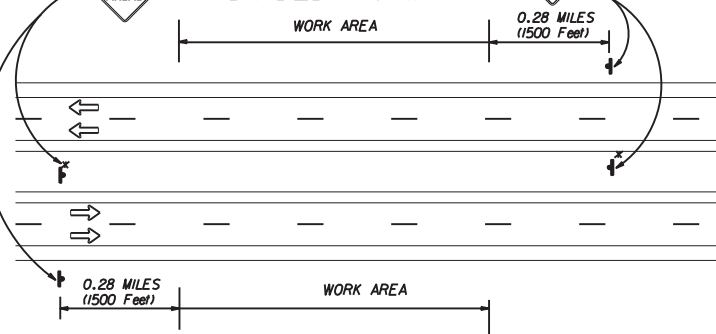 WORK AREA
0.28 MILES
(1500 Feet)
x
x
0.28 MILES
(1500 Feet)
WORK AREA